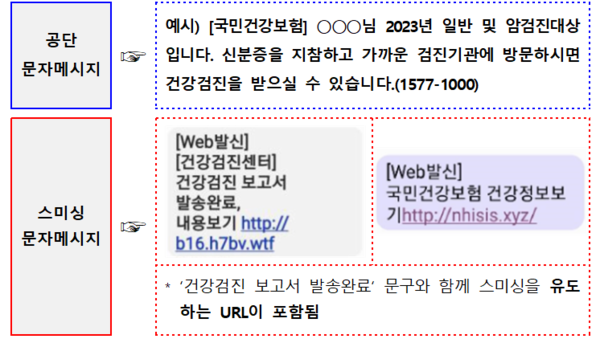 공단
문자메시지
☞
예시) [국민건강보험] ○○○님 2023년 일반 및 암검진대상
입니다. 신분증을 지참하고 가까운 검진기관에 방문하시면
건강검진을 받으실 수 있습니다.(1577-1000)
스미싱
문자메시지
☞
[Web발신]
[건강검진센터]
건강검진 보고서
발송완료,
내용보기 http://
b16.h7bv.wtf
[Web발신]
국민건강보험 건강정보보
기http://nhisis.xyz/
* ‘건강검진 보고서 발송완료’ 문구와 함께 스미싱을 유도
하는 URL이 포함됨